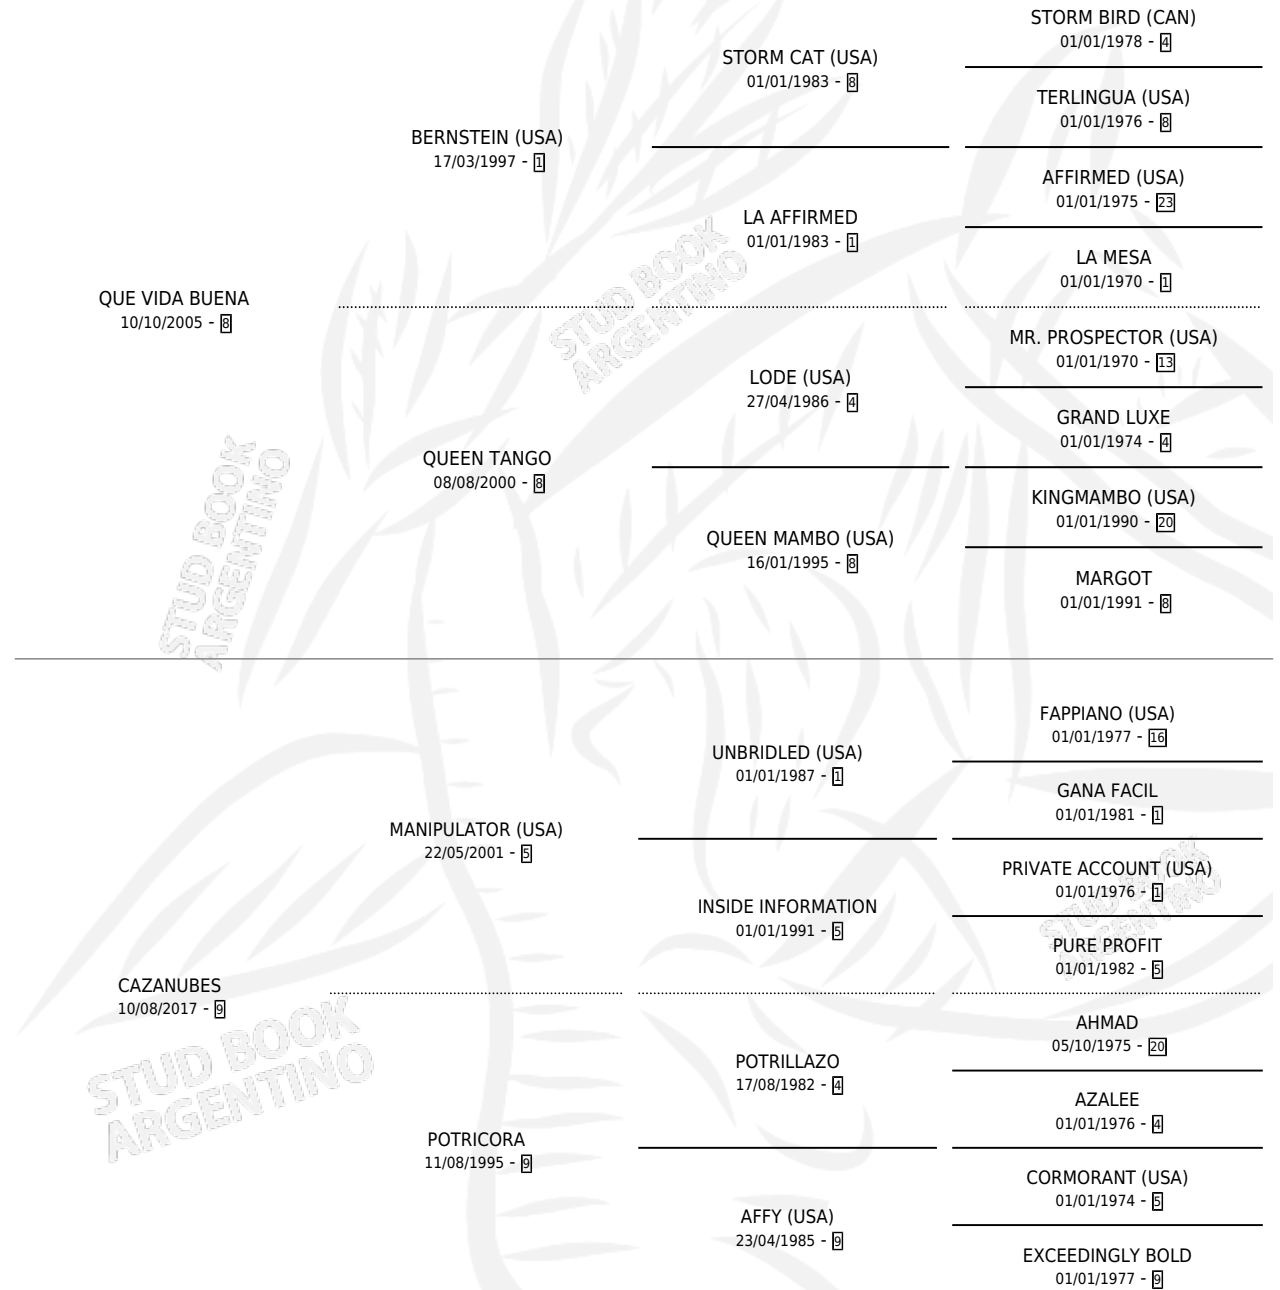 STORM BIRD (CAN)
01/01/1978 - 4
STORM CAT (USA)
01/01/1983 - 8
TERLINGUA (USA)
01/01/1976 - 8
BERNSTEIN (USA)
17/03/1997 - 1
AFFIRMED (USA)
01/01/1975 - 23
LA AFFIRMED
01/01/1983 - 1
LA MESA
01/01/1970 - 1
QUE VIDA BUENA
10/10/2005 - 8
MR. PROSPECTOR (USA)
01/01/1970 - 13
LODE (USA)
27/04/1986 - 4
GRAND LUXE
01/01/1974 - 4
QUEEN TANGO
08/08/2000 - 8
KINGMAMBO (USA)
01/01/1990 - 20
QUEEN MAMBO (USA)
16/01/1995 - 8
MARGOT
01/01/1991 - 8
STUD BOOK
ARGENTINO
STUD BOOK
ARGENTINO
FAPPIANO (USA)
01/01/1977 - 16
UNBRIDLED (USA)
01/01/1987 - 1
GANA FACIL
01/01/1981 - 1
MANIPULATOR (USA)
22/05/2001 - 5
PRIVATE ACCOUNT (USA)
01/01/1976 - 1
INSIDE INFORMATION
01/01/1991 - 5
PURE PROFIT
01/01/1982 - 5
CAZANUBES
10/08/2017 - 9
AHMAD
05/10/1975 - 20
POTRILLAZO
17/08/1982 - 4
AZALEE
01/01/1976 - 4
POTRICORA
11/08/1995 - 9
CORMORANT (USA)
01/01/1974 - 5
AFFY (USA)
23/04/1985 - 9
EXCEEDINGLY BOLD
01/01/1977 - 9
STUD BOOK
ARGENTINO
STUD BOOK
ARGENTINO